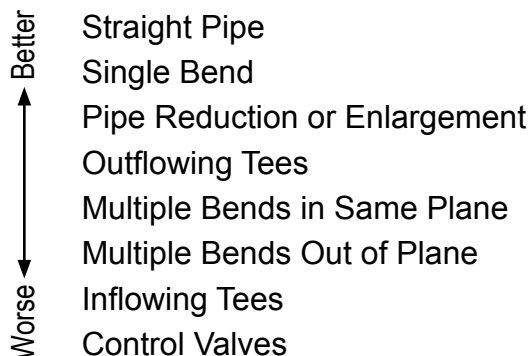 Better
Straight Pipe
Single Bend
Pipe Reduction or Enlargement
Outflowing Tees
Multiple Bends in Same Plane
Multiple Bends Out of Plane
Worse
Inflowing Tees
Control Valves